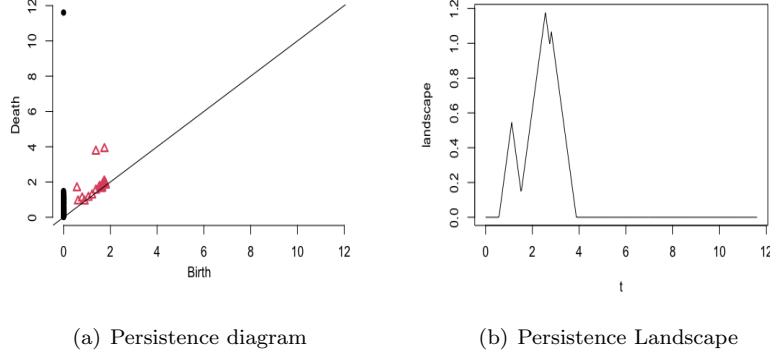 Death
0 2 4 6 8 10 12
0 2 4 6 8 10 12
Birth
(a) Persistence diagram
landscape
0.0 0.2 0.4 0.6 0.8 1.0 1.2
0 2 4 6 8 10 12
t
(b) Persistence Landscape